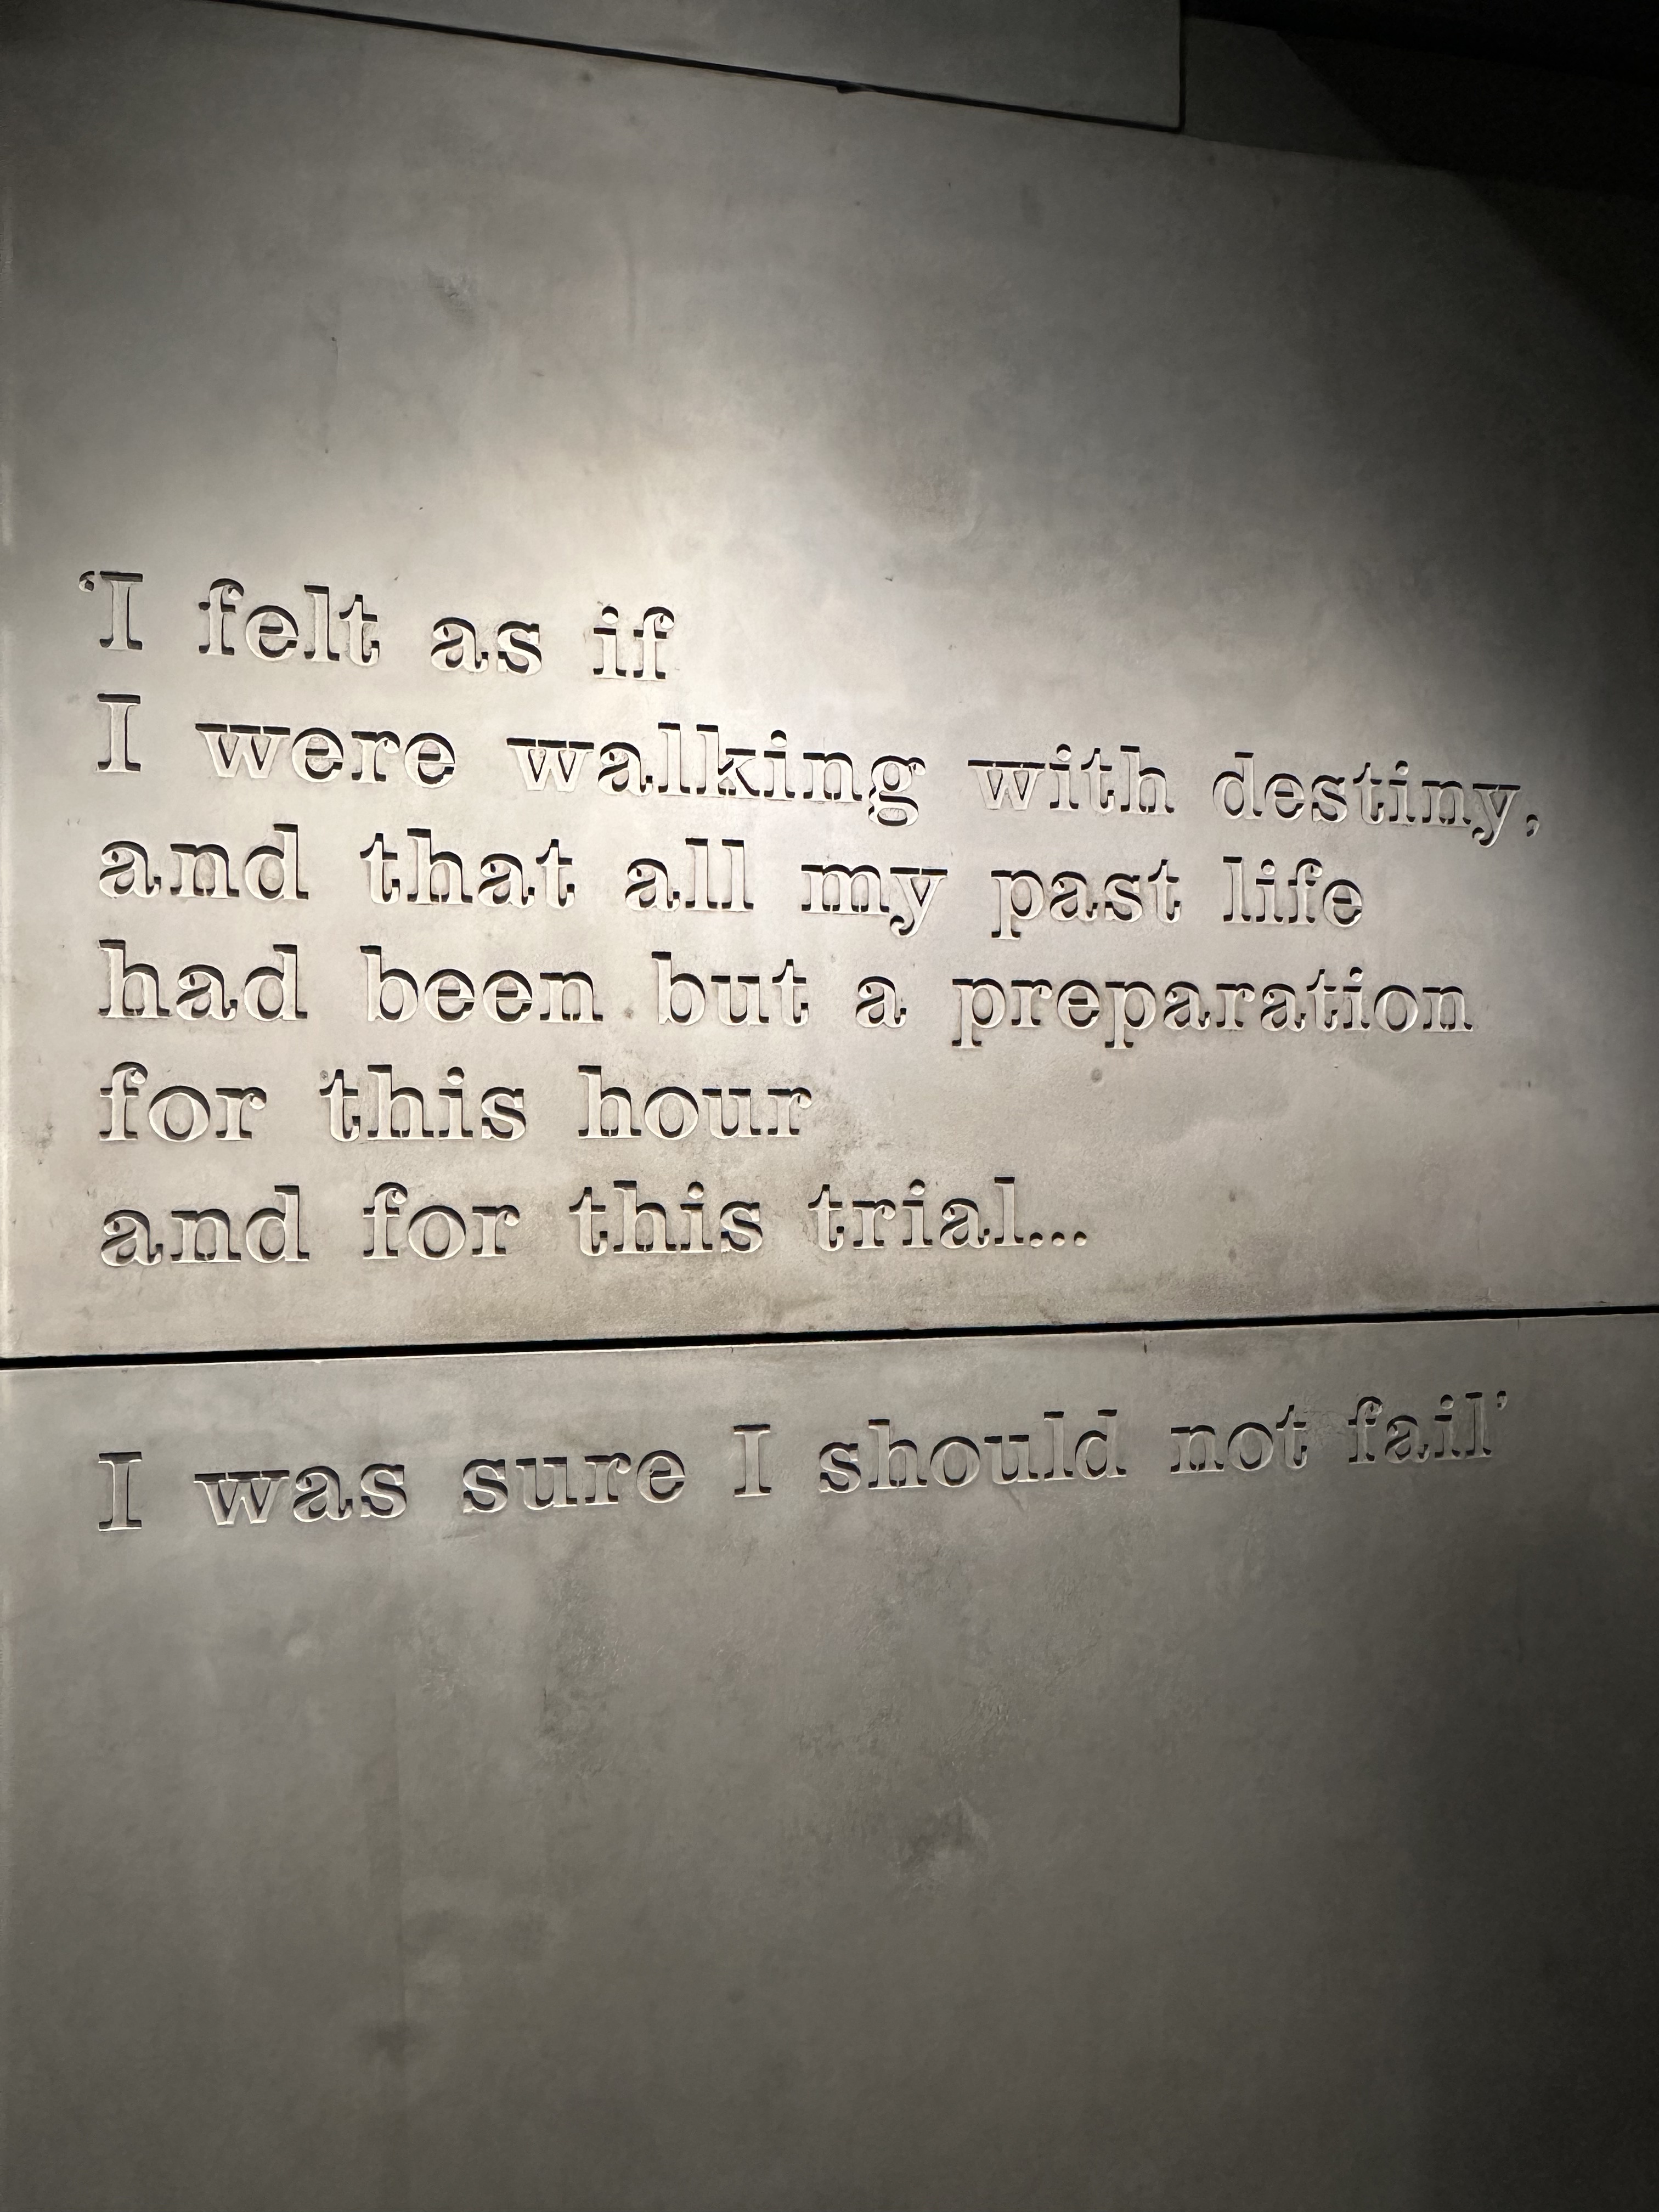 ‘I felt as if
I were walking with destiny,
and that all my past life
had been but a preparation
for this hour
and for this trial...
I was sure I should not fail’